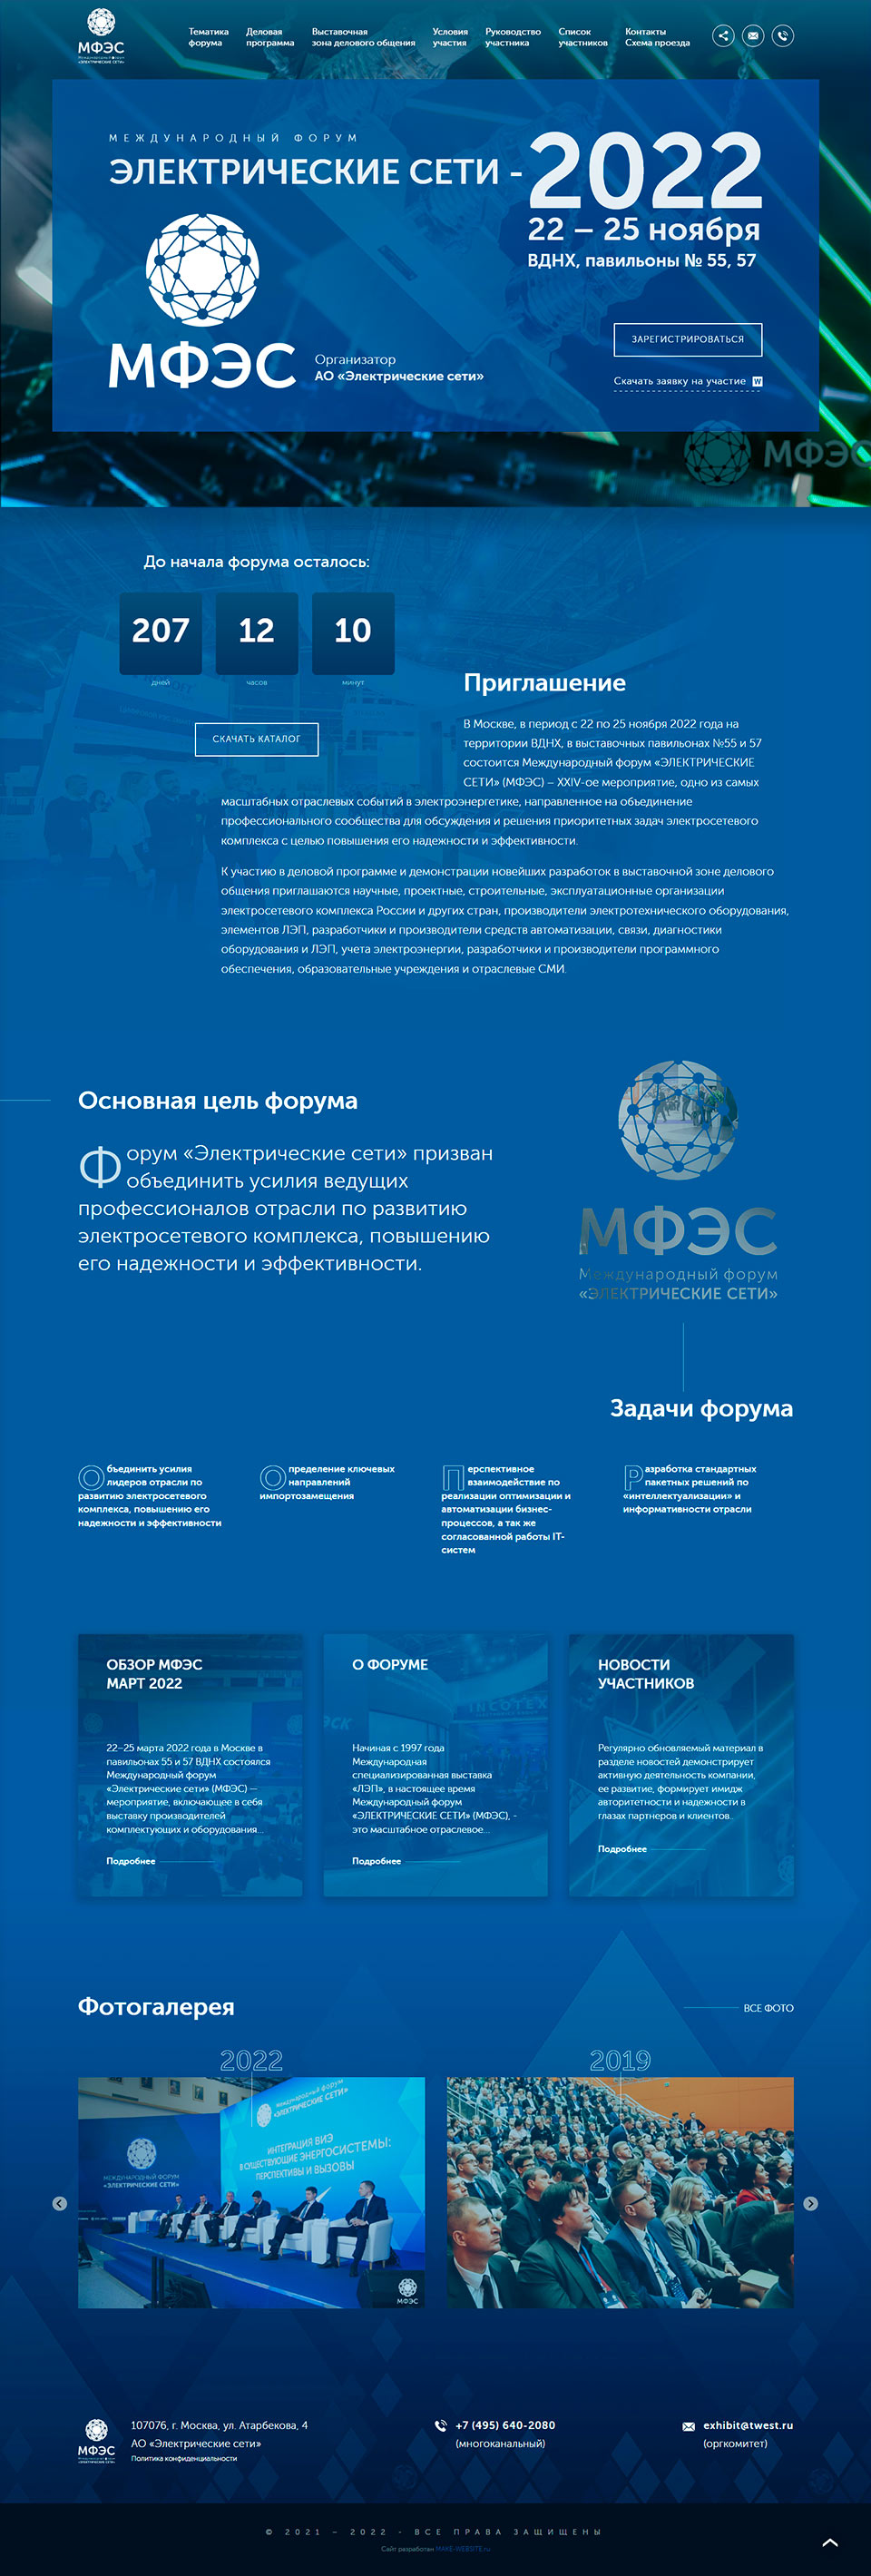 МФЭС
Международный форум
«ЭЛЕКТРИЧЕСКИЕ СЕТИ»
Тематика форума
Деловая программа
Выставочная зона делового общения
Условия участия
Руководство участника
Список участников
Контакты Схема проезда
МЕЖДУНАРОДНЫЙ ФОРУМ
ЭЛЕКТРИЧЕСКИЕ СЕТИ - 2022
22 – 25 ноября
ВДНХ, павильоны № 55, 57
МФЭС
Организатор
АО «Электрические сети»
ЗАРЕГИСТРИРОВАТЬСЯ
Скачать заявку на участие W
МФЭС
До начала форума осталось:
207 12 10
дней часов минут
СКАЧАТЬ КАТАЛОГ
Приглашение
В Москве, в период с 22 по 25 ноября 2022 года на
территории ВДНХ, в выставочных павильонах №55 и 57
состоится Международный форум «ЭЛЕКТРИЧЕСКИЕ
СЕТИ» (МФЭС) – XXIV-ое мероприятие, одно из самых
масштабных отраслевых событий в электроэнергетике, направленное на объединение
профессионального сообщества для обсуждения и решения приоритетных задач электросетевого
комплекса с целью повышения его надежности и эффективности.
К участию в деловой программе и демонстрации новейших разработок в выставочной зоне делового
общения приглашаются научные, проектные, строительные, эксплуатационные организации
электросетевого комплекса России и других стран, производители электротехнического оборудования,
элементов ЛЭП, разработчики и производители средств автоматизации, связи, диагностики
оборудования и ЛЭП, учета электроэнергии, разработчики и производители программного
обеспечения, образовательные учреждения и отраслевые СМИ.
Основная цель форума
Форум «Электрические сети» призван
объединить усилия ведущих
профессионалов отрасли по развитию
электросетевого комплекса, повышению
его надежности и эффективности.
МФЭС
Международный форум
«ЭЛЕКТРИЧЕСКИЕ СЕТИ»
Задачи форума
Объединить усилия
лидеров отрасли по
развитию электросетевого
комплекса, повышению его
надежности и эффективности
Определение ключевых
направлений
импортозамещения
Перспективное
взаимодействие по
реализации оптимизации и
автоматизации бизнес-
процессов, а так же
согласованной работы IT-
систем
Разработка стандартных
пакетных решений по
«интеллектуализации» и
информативности отрасли
ОБЗОР МФЭС
МАРТ 2022
22–25 марта 2022 года в Москве в
павильонах 55 и 57 ВДНХ состоялся
Международный форум
«Электрические сети» (МФЭС) —
мероприятие, включающее в себя
выставку производителей
комплектующих и оборудования...
Подробнее
О ФОРУМЕ
INCOTEX
Начиная с 1997 года
Международная
специализированная выставка
«ЛЭП», в настоящее время
Международный форум
«ЭЛЕКТРИЧЕСКИЕ СЕТИ» (МФЭС), -
это масштабное отраслевое...
Подробнее
НОВОСТИ
УЧАСТНИКОВ
Регулярно обновляемый материал в
разделе новостей демонстрирует
активную деятельность компании,
ее развитие, формирует имидж
авторитетности и надежности в
глазах партнеров и клиентов..
Подробнее
Фотогалерея
ВСЕ ФОТО
2022
2019
Международный форум
«ЭЛЕКТРИЧЕСКИЕ СЕТИ»
ИНТЕГРАЦИЯ ВИЭ
В СУЩЕСТВУЮЩИЕ ЭНЕРГОСИСТЕМЫ:
ПЕРСПЕКТИВЫ И ВЫЗОВЫ
МЕЖДУНАРОДНЫЙ ФОРУМ
«ЭЛЕКТРИЧЕСКИЕ СЕТИ»
МФЭС
МФЭС
107076, г. Москва, ул. Атарбекова, 4
АО «Электрические сети»
Политика конфиденциальности
+7 (495) 640-2080
(многоканальный)
exhibit@twest.ru
(оргкомитет)
© 2021 – 2022 - ВСЕ ПРАВА ЗАЩИЩЕНЫ
Сайт разработан MAKE-WEBSITE.ru